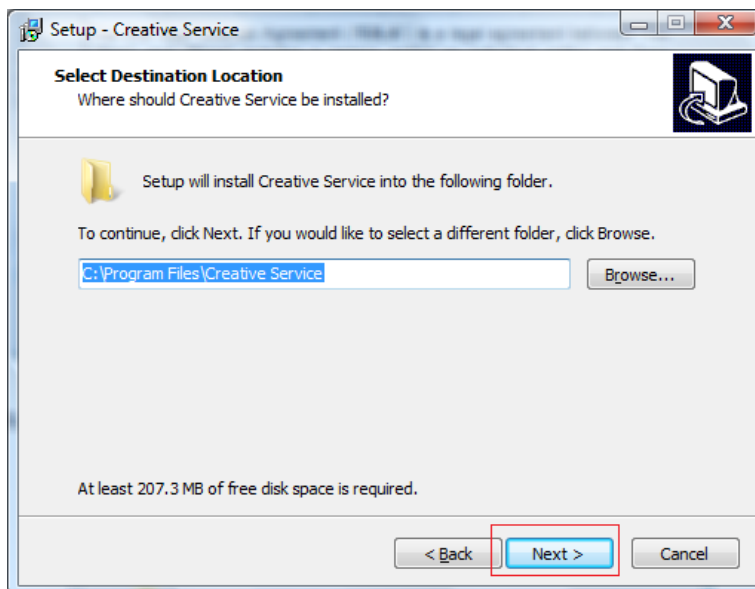 Setup - Creative Service
Select Destination Location
Where should Creative Service be installed?
Setup will install Creative Service into the following folder.
To continue, click Next. If you would like to select a different folder, click Browse.
C:\Program Files\Creative Service
Browse...
At least 207.3 MB of free disk space is required.
< Back
Next >
Cancel